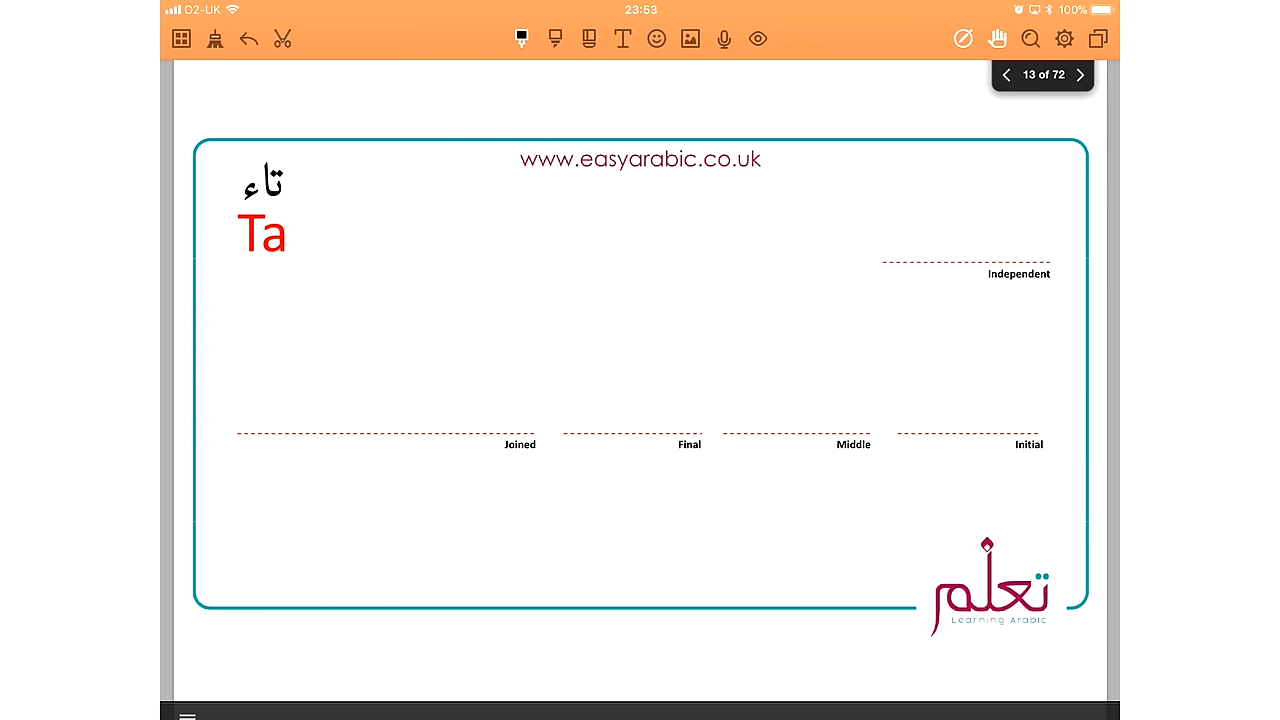 O2-UK
23:53
100%
13 of 72
www.easyarabic.co.uk
تاء
Ta
Independent
Joined
Final
Middle
Initial
تعلم
Learning Arabic